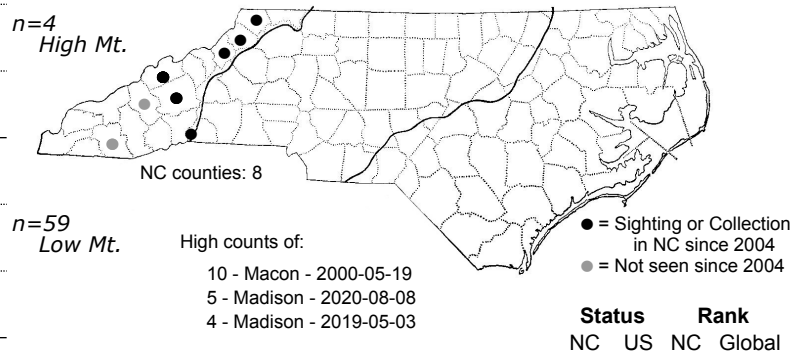 n=4
High Mt.
NC counties: 8
n=59
Low Mt.
High counts of:
10 - Macon - 2000-05-19
5 - Madison - 2020-08-08
4 - Madison - 2019-05-03
● = Sighting or Collection
in NC since 2004
● = Not seen since 2004
Status Rank
NC US NC Global